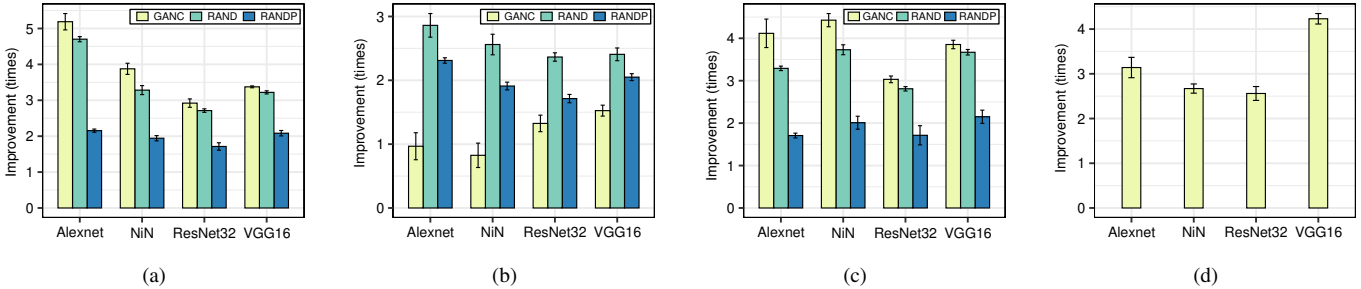 GANC RAND RANDP
Improvement (times)
5
4
3
2
1
0
Alexnet NiN ResNet32 VGG16
(a)
GANC RAND RANDP
Improvement (times)
3
2
1
0
Alexnet NiN ResNet32 VGG16
(b)
GANC RAND RANDP
Improvement (times)
4
3
2
1
0
Alexnet NiN ResNet32 VGG16
(c)
Improvement (times)
4
3
2
1
0
Alexnet NiN ResNet32 VGG16
(d)